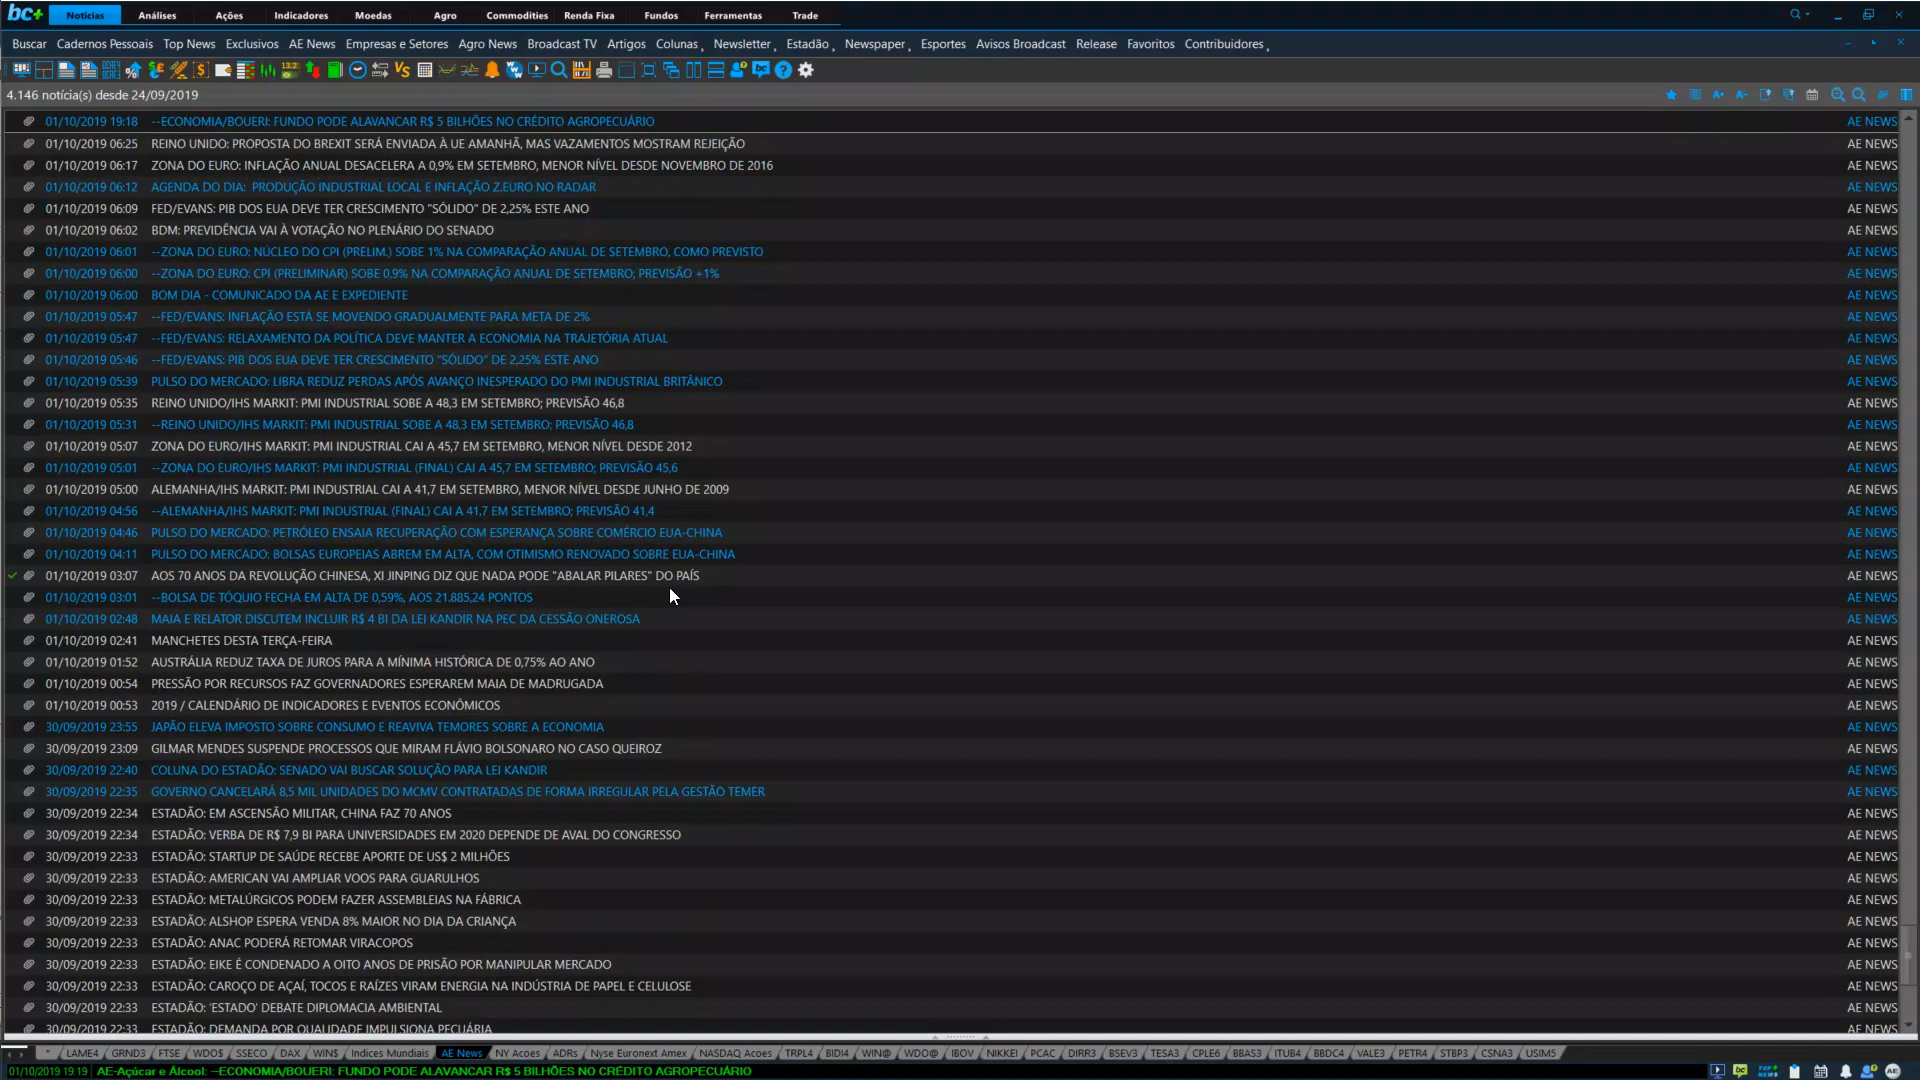 bc+ Notícias Análises Ações Indicadores Moedas Agro Commodities Renda Fixa Fundos Ferramentas Trade
Buscar Cadernos Pessoais Top News Exclusivos AE News Empresas e Setores Agro News Broadcast TV Artigos Colunas Newsletter Estadão Newspaper Esportes Avisos Broadcast Release Favoritos Contribuidores
4.146 notícia(s) desde 24/09/2019
01/10/2019 19:18 --ECONOMIA/BOUERI: FUNDO PODE ALAVANCAR R$ 5 BILHÕES NO CRÉDITO AGROPECUÁRIO AE NEWS
01/10/2019 06:25 REINO UNIDO: PROPOSTA DO BREXIT SERÁ ENVIADA À UE AMANHÃ, MAS VAZAMENTOS MOSTRAM REJEIÇÃO AE NEWS
01/10/2019 06:17 ZONA DO EURO: INFLAÇÃO ANUAL DESACELERA A 0,9% EM SETEMBRO, MENOR NÍVEL DESDE NOVEMBRO DE 2016 AE NEWS
01/10/2019 06:12 AGENDA DO DIA: PRODUÇÃO INDUSTRIAL LOCAL E INFLAÇÃO Z.EURO NO RADAR AE NEWS
01/10/2019 06:09 FED/EVANS: PIB DOS EUA DEVE TER CRESCIMENTO "SÓLIDO" DE 2,25% ESTE ANO AE NEWS
01/10/2019 06:02 BDM: PREVIDÊNCIA VAI À VOTAÇÃO NO PLENÁRIO DO SENADO AE NEWS
01/10/2019 06:01 --ZONA DO EURO: NÚCLEO DO CPI (PRELIM.) SOBE 1% NA COMPARAÇÃO ANUAL DE SETEMBRO, COMO PREVISTO AE NEWS
01/10/2019 06:00 --ZONA DO EURO: CPI (PRELIMINAR) SOBE 0,9% NA COMPARAÇÃO ANUAL DE SETEMBRO; PREVISÃO +1% AE NEWS
01/10/2019 06:00 BOM DIA - COMUNICADO DA AE E EXPEDIENTE AE NEWS
01/10/2019 05:47 --FED/EVANS: INFLAÇÃO ESTÁ SE MOVENDO GRADUALMENTE PARA META DE 2% AE NEWS
01/10/2019 05:47 --FED/EVANS: RELAXAMENTO DA POLÍTICA DEVE MANTER A ECONOMIA NA TRAJETÓRIA ATUAL AE NEWS
01/10/2019 05:46 --FED/EVANS: PIB DOS EUA DEVE TER CRESCIMENTO "SÓLIDO" DE 2,25% ESTE ANO AE NEWS
01/10/2019 05:39 PULSO DO MERCADO: LIBRA REDUZ PERDAS APÓS AVANÇO INESPERADO DO PMI INDUSTRIAL BRITÂNICO AE NEWS
01/10/2019 05:35 REINO UNIDO/IHS MARKIT: PMI INDUSTRIAL SOBE A 48,3 EM SETEMBRO; PREVISÃO 46,8 AE NEWS
01/10/2019 05:31 --REINO UNIDO/IHS MARKIT: PMI INDUSTRIAL SOBE A 48,3 EM SETEMBRO; PREVISÃO 46,8 AE NEWS
01/10/2019 05:07 ZONA DO EURO/IHS MARKIT: PMI INDUSTRIAL CAI A 45,7 EM SETEMBRO, MENOR NÍVEL DESDE 2012 AE NEWS
01/10/2019 05:01 --ZONA DO EURO/IHS MARKIT: PMI INDUSTRIAL (FINAL) CAI A 45,7 EM SETEMBRO; PREVISÃO 45,6 AE NEWS
01/10/2019 05:00 ALEMANHA/IHS MARKIT: PMI INDUSTRIAL CAI A 41,7 EM SETEMBRO, MENOR NÍVEL DESDE JUNHO DE 2009 AE NEWS
01/10/2019 04:56 --ALEMANHA/IHS MARKIT: PMI INDUSTRIAL (FINAL) CAI A 41,7 EM SETEMBRO; PREVISÃO 41,4 AE NEWS
01/10/2019 04:46 PULSO DO MERCADO: PETRÓLEO ENSAIA RECUPERAÇÃO COM ESPERANÇA SOBRE COMÉRCIO EUA-CHINA AE NEWS
01/10/2019 04:11 PULSO DO MERCADO: BOLSAS EUROPEIAS ABREM EM ALTA, COM OTIMISMO RENOVADO SOBRE EUA-CHINA AE NEWS
01/10/2019 03:07 AOS 70 ANOS DA REVOLUÇÃO CHINESA, XI JINPING DIZ QUE NADA PODE "ABALAR PILARES" DO PAÍS AE NEWS
01/10/2019 03:01 --BOLSA DE TÓQUIO FECHA EM ALTA DE 0,59%, AOS 21.885,24 PONTOS AE NEWS
01/10/2019 02:48 MAIA E RELATOR DISCUTEM INCLUIR R$ 4 BI DA LEI KANDIR NA PEC DA CESSÃO ONEROSA AE NEWS
01/10/2019 02:41 MANCHETES DESTA TERÇA-FEIRA AE NEWS
01/10/2019 01:52 AUSTRÁLIA REDUZ TAXA DE JUROS PARA A MÍNIMA HISTÓRICA DE 0,75% AO ANO AE NEWS
01/10/2019 00:54 PRESSÃO POR RECURSOS FAZ GOVERNADORES ESPERAREM MAIA DE MADRUGADA AE NEWS
01/10/2019 00:53 2019 / CALENDÁRIO DE INDICADORES E EVENTOS ECONÔMICOS AE NEWS
30/09/2019 23:55 JAPÃO ELEVA IMPOSTO SOBRE CONSUMO E REAVIVA TEMORES SOBRE A ECONOMIA AE NEWS
30/09/2019 23:09 GILMAR MENDES SUSPENDE PROCESSOS QUE MIRAM FLÁVIO BOLSONARO NO CASO QUEIROZ AE NEWS
30/09/2019 22:40 COLUNA DO ESTADÃO: SENADO VAI BUSCAR SOLUÇÃO PARA LEI KANDIR AE NEWS
30/09/2019 22:35 GOVERNO CANCELARÁ 8,5 MIL UNIDADES DO MCMV CONTRATADAS DE FORMA IRREGULAR PELA GESTÃO TEMER AE NEWS
30/09/2019 22:34 ESTADÃO: EM ASCENSÃO MILITAR, CHINA FAZ 70 ANOS AE NEWS
30/09/2019 22:34 ESTADÃO: VERBA DE R$ 7,9 BI PARA UNIVERSIDADES EM 2020 DEPENDE DE AVAL DO CONGRESSO AE NEWS
30/09/2019 22:33 ESTADÃO: STARTUP DE SAÚDE RECEBE APORTE DE US$ 2 MILHÕES AE NEWS
30/09/2019 22:33 ESTADÃO: AMERICAN VAI AMPLIAR VOOS PARA GUARULHOS AE NEWS
30/09/2019 22:33 ESTADÃO: METALÚRGICOS PODEM FAZER ASSEMBLEIAS NA FÁBRICA AE NEWS
30/09/2019 22:33 ESTADÃO: ALSHOP ESPERA VENDA 8% MAIOR NO DIA DA CRIANÇA AE NEWS
30/09/2019 22:33 ESTADÃO: ANAC PODERÁ RETOMAR VIRACOPOS AE NEWS
30/09/2019 22:33 ESTADÃO: EIKE É CONDENADO A OITO ANOS DE PRISÃO POR MANIPULAR MERCADO AE NEWS
30/09/2019 22:33 ESTADÃO: CAROÇO DE AÇAÍ, TOCOS E RAÍZES VIRAM ENERGIA NA INDÚSTRIA DE PAPEL E CELULOSE AE NEWS
30/09/2019 22:33 ESTADÃO: 'ESTADO' DEBATE DIPLOMACIA AMBIENTAL AE NEWS
30/09/2019 22:33 ESTADÃO: DEMANDA POR QUALIDADE IMPULSIONA PECUÁRIA AE NEWS
* LAME4 GRND3 FTSE WDO$ SSECO DAX WIN$ Indices Mundiais AE News NY Acoes ADRs Nyse Euronext Amex NASDAQ Acoes TRPL4 BIDI4 WIN@ WDO@ IBOV NIKKEI PCAC DIRR3 BSEV3 TESA3 CPLE6 BBAS3 ITUB4 BBDC4 VALE3 PETR4 STBP3 CSNA3 USIM5
01/10/2019 19:19 AE-Açúcar e Álcool: --ECONOMIA/BOUERI: FUNDO PODE ALAVANCAR R$ 5 BILHÕES NO CRÉDITO AGROPECUÁRIO